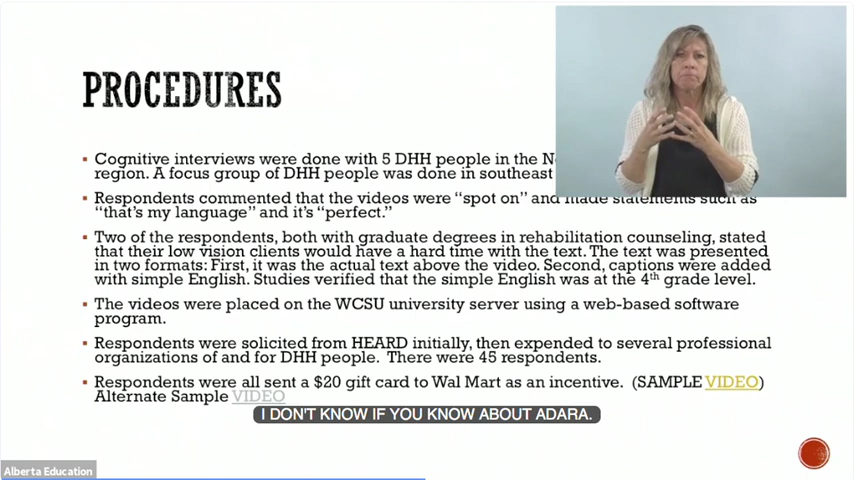 PROCEDURES
▪ Cognitive interviews were done with 5 DHH people in the
region. A focus group of DHH people was done in southeast
▪ Respondents commented that the videos were “spot on” and made statements such as
“that's my language” and it's “perfect.”
▪ Two of the respondents, both with graduate degrees in rehabilitation counseling, stated
that their low vision clients would have a hard time with the text. The text was presented
in two formats: First, it was the actual text above the video. Second, captions were added
with simple English. Studies verified that the simple English was at the 4th grade level.
▪ The videos were placed on the WCSU university server using a web-based software
program.
▪ Respondents were solicited from HEARD initially, then expended to several professional
organizations of and for DHH people. There were 45 respondents.
▪ Respondents were all sent a $20 gift card to Wal Mart as an incentive. (SAMPLE VIDEO)
Alternate Sample VIDEO
I DON'T KNOW IF YOU KNOW ABOUT ADARA.
Alberta Education